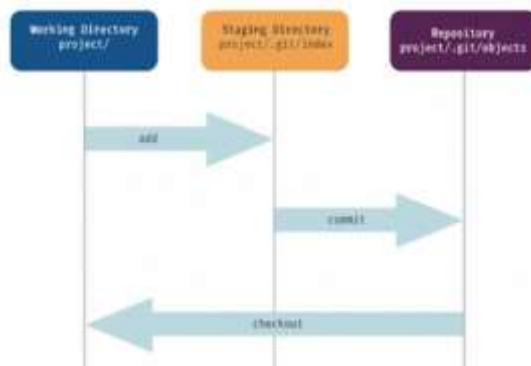 Working Directory
project/
Staging Directory
project/.git/index
Repository
project/.git/objects
add
commit
checkout